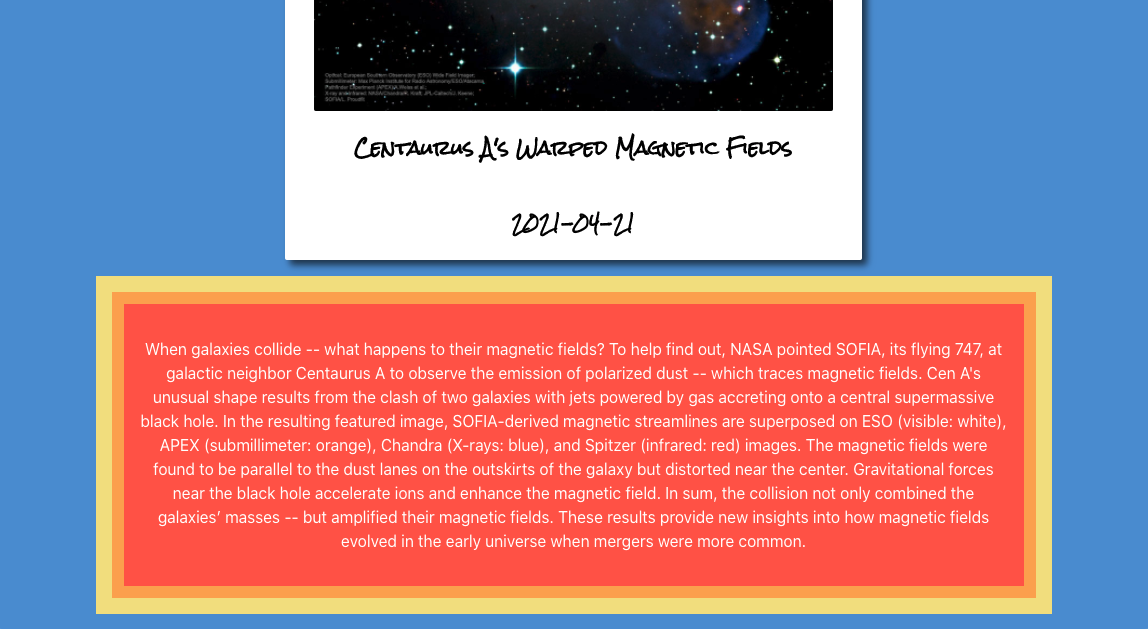 Optical: European Southern Observatory (ESO) Wide Field Imager;
Submillimeter: Max Planck Institute for Radio Astronomy/ESO/Atacama
Pathfinder Experiment (APEX)/A.Weiss et al.;
X-ray and Infrared: NASA/Chandra/R. Kraft; JPL-Caltech/J. Keene;
SOFIA/L. Proudfit
Centaurus A's Warped Magnetic Fields
2021-04-21
When galaxies collide -- what happens to their magnetic fields? To help find out, NASA pointed SOFIA, its flying 747, at
galactic neighbor Centaurus A to observe the emission of polarized dust -- which traces magnetic fields. Cen A's
unusual shape results from the clash of two galaxies with jets powered by gas accreting onto a central supermassive
black hole. In the resulting featured image, SOFIA-derived magnetic streamlines are superposed on ESO (visible: white),
APEX (submillimeter: orange), Chandra (X-rays: blue), and Spitzer (infrared: red) images. The magnetic fields were
found to be parallel to the dust lanes on the outskirts of the galaxy but distorted near the center. Gravitational forces
near the black hole accelerate ions and enhance the magnetic field. In sum, the collision not only combined the
galaxies’ masses -- but amplified their magnetic fields. These results provide new insights into how magnetic fields
evolved in the early universe when mergers were more common.